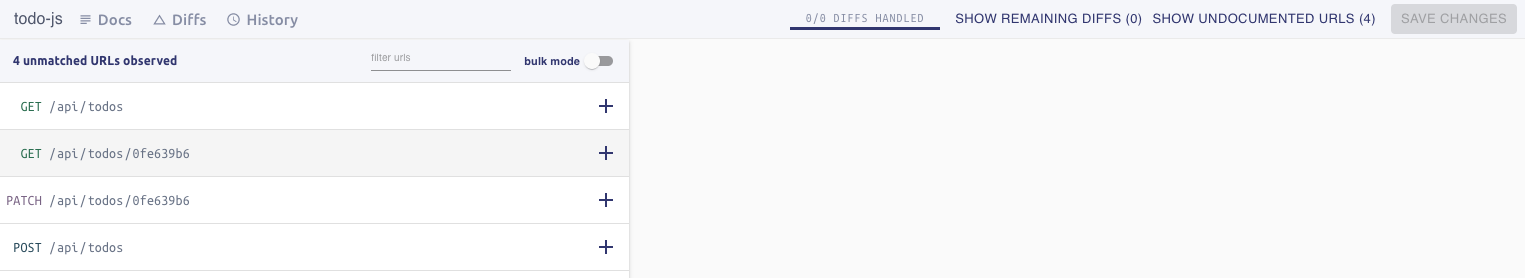 todo-js Docs Diffs History 0/0 DIFFS HANDLED SHOW REMAINING DIFFS (0) SHOW UNDOCUMENTED URLS (4) SAVE CHANGES
4 unmatched URLs observed filter urls bulk mode
GET /api/todos
GET /api/todos/0fe639b6
PATCH /api/todos/0fe639b6
POST /api/todos